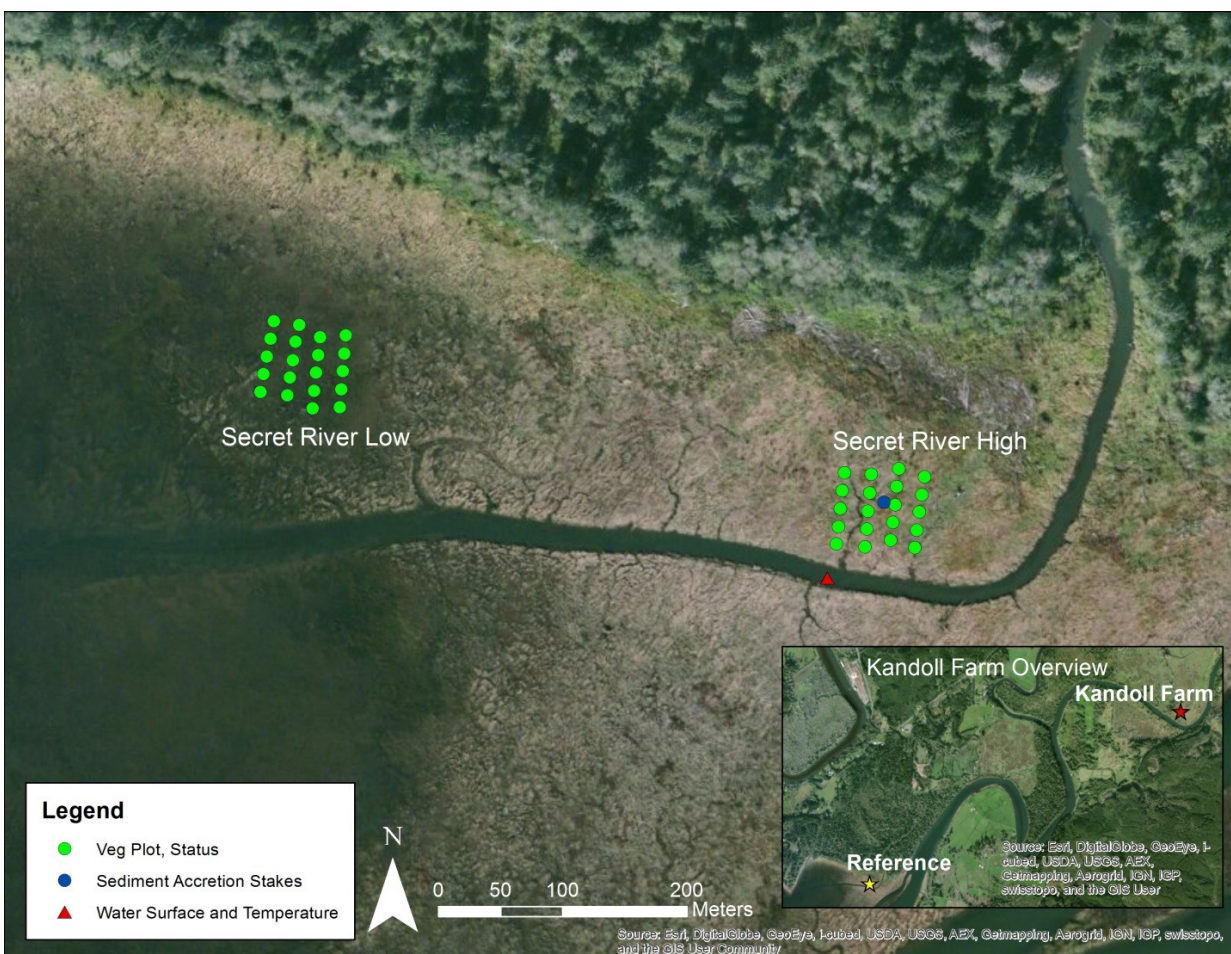 Secret River Low
Secret River High
Kandoll Farm Overview
Kandoll Farm
Reference
Source: Esri, DigitalGlobe, GeoEye, i-
cubed, USDA, USGS, AEX,
Getmapping, Aerogrid, IGN, IGP,
swisstopo, and the GIS User
Legend
Veg Plot, Status
Sediment Accretion Stakes
Water Surface and Temperature
N
0 50 100 200
Meters
Source: Esri, DigitalGlobe, GeoEye, i-cubed, USDA, USGS, AEX, Getmapping, Aerogrid, IGN, IGP, swisstopo,
and the GIS User Community